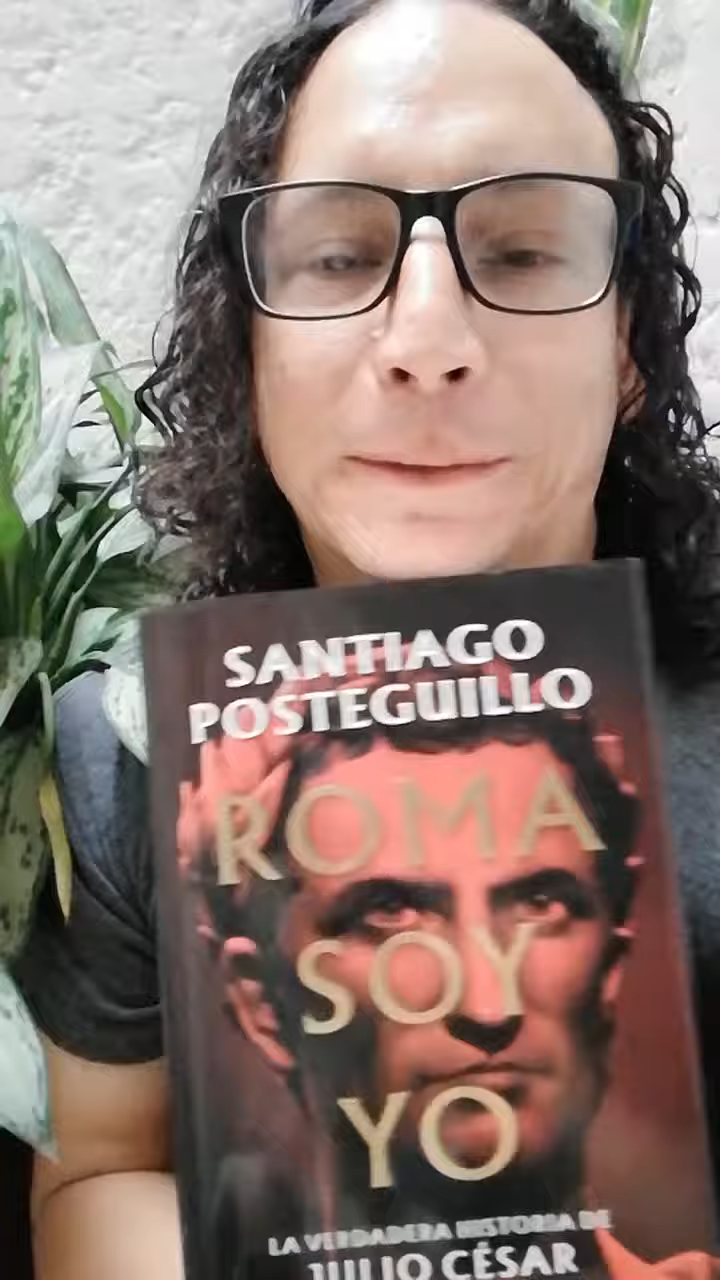 SANTIAGO
POSTEGUILLO
ROMA
SOY
YO
LA VERDADERA HISTORIA DE
JULIO CÉSAR